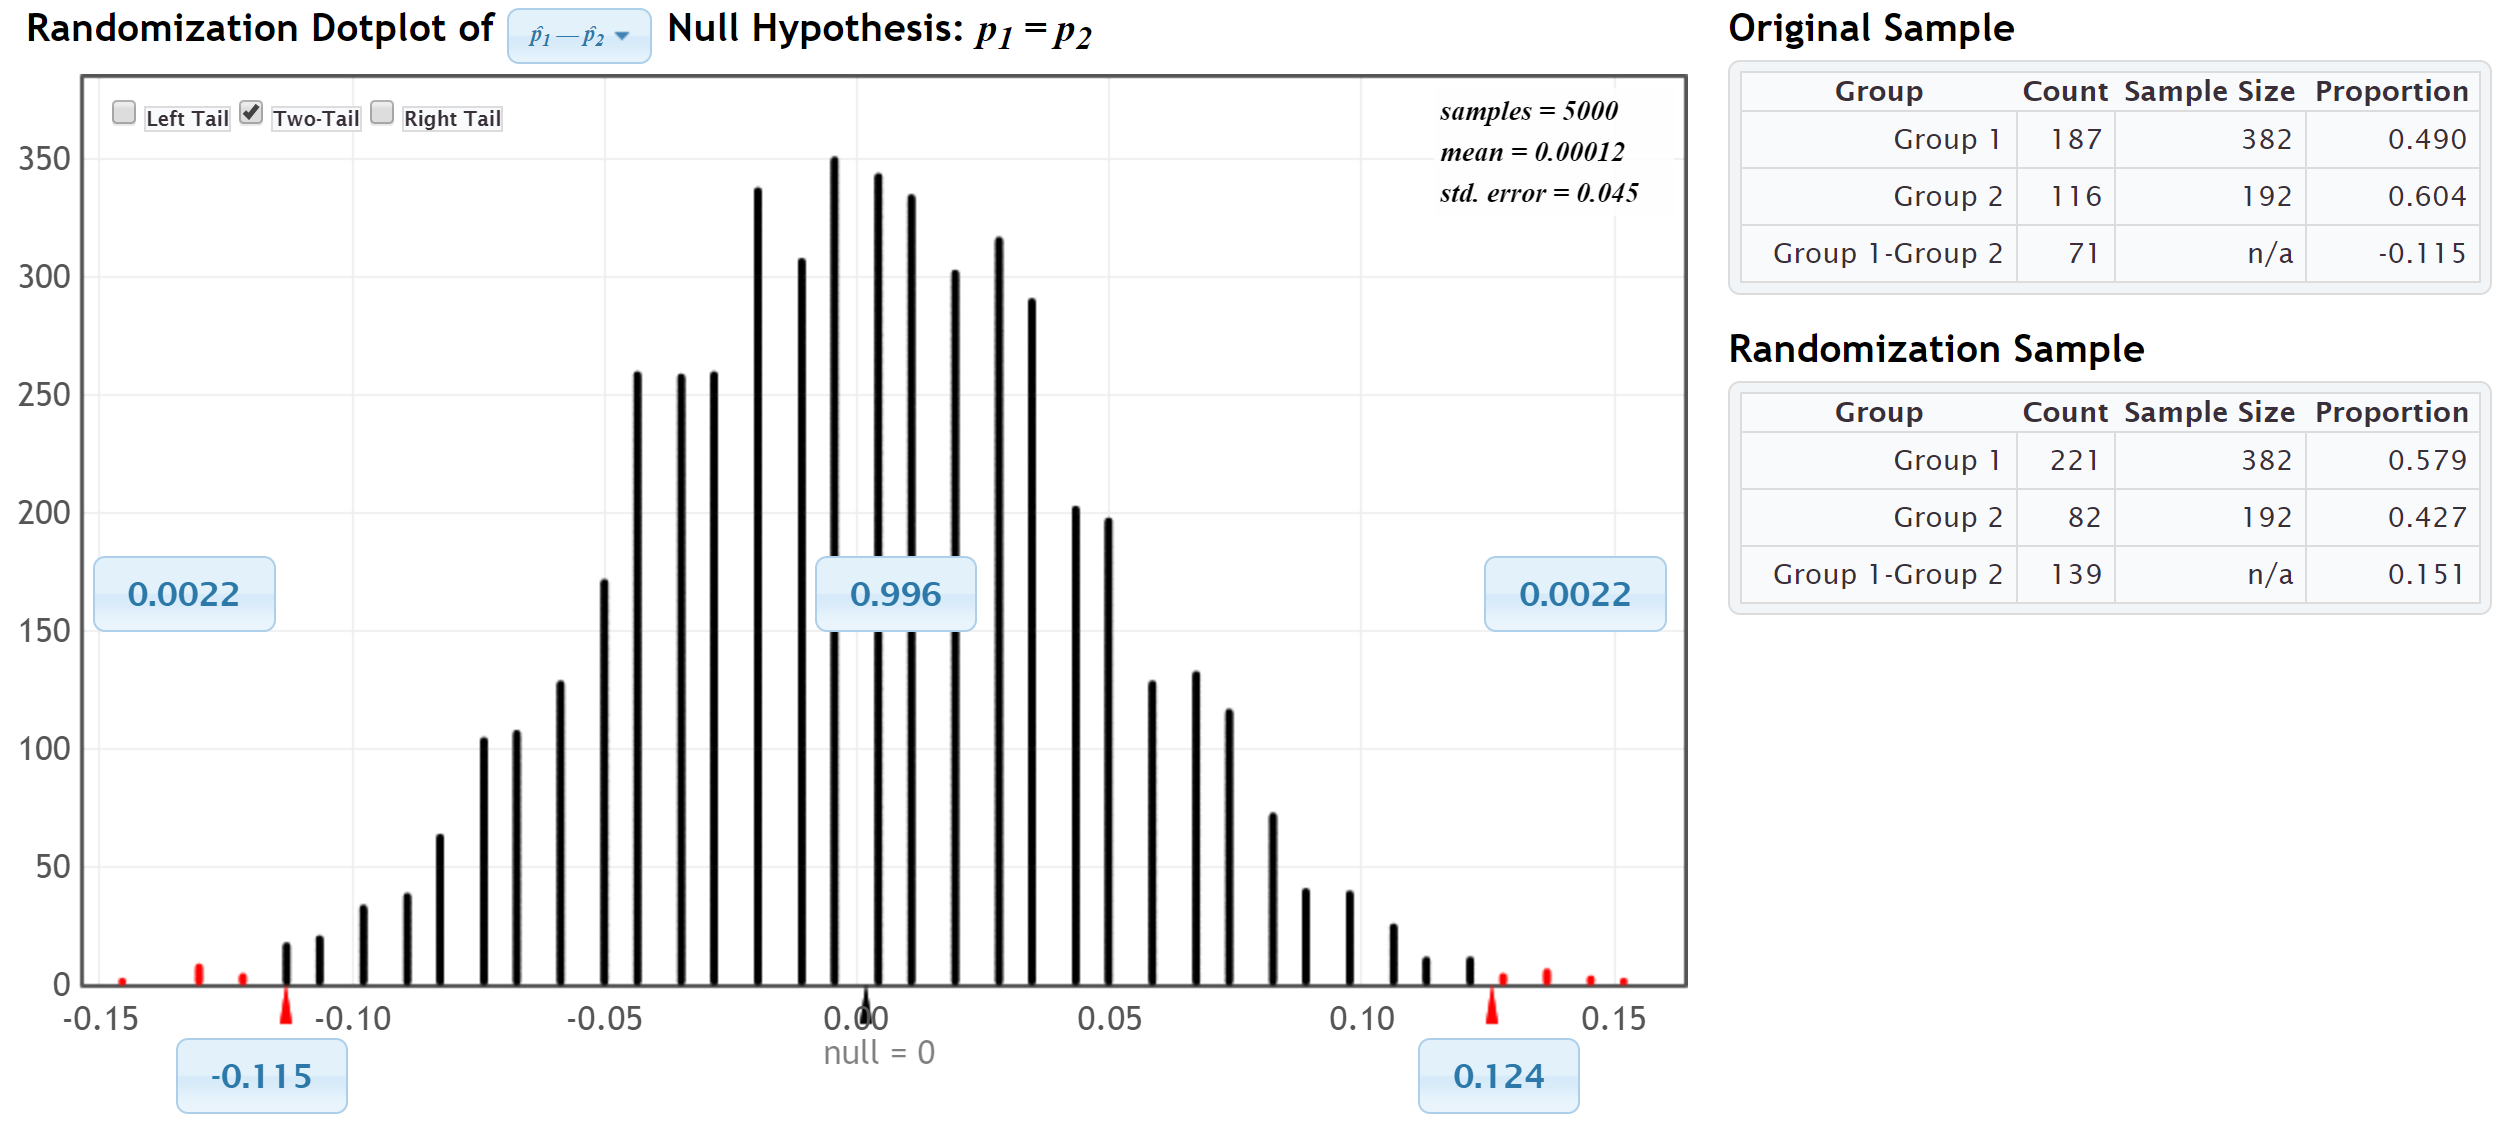 Randomization Dotplot of p̂₁ — p̂₂ Null Hypothesis: p₁ = p₂
Left Tail Two-Tail Right Tail
samples = 5000
mean = 0.00012
std. error = 0.045
350
300
250
200
150
100
50
0
0.0022
0.996
0.0022
-0.15 -0.10 -0.05 0.00 0.05 0.10 0.15
null = 0
-0.115
0.124
Original Sample
Group Count Sample Size Proportion
Group 1 187 382 0.490
Group 2 116 192 0.604
Group 1-Group 2 71 n/a -0.115
Randomization Sample
Group Count Sample Size Proportion
Group 1 221 382 0.579
Group 2 82 192 0.427
Group 1-Group 2 139 n/a 0.151